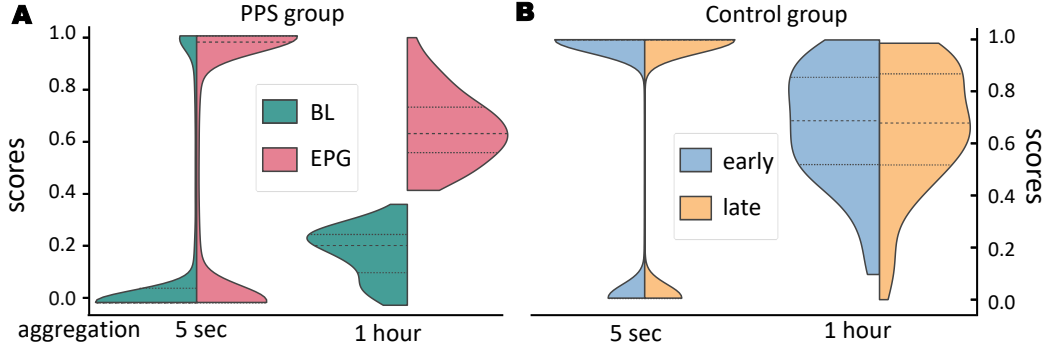 A
PPS group
scores
1.0
0.8
0.6
0.4
0.2
0.0
BL
EPG
aggregation
5 sec
1 hour
B
Control group
early
late
1.0
0.8
0.6
0.4
0.2
0.0
scores
5 sec
1 hour